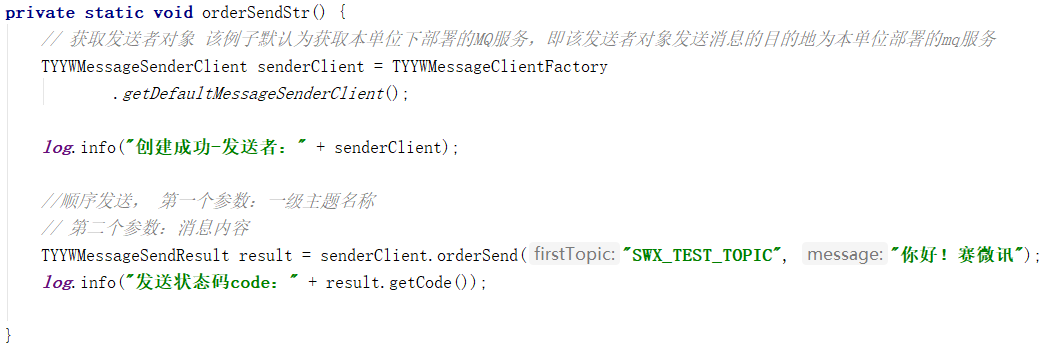 private static void orderSendStr() {
// 获取发送者对象 该例子默认为获取本单位下部署的MQ服务，即该发送者对象发送消息的目的地为本单位部署的mq服务
TYYWMessageSenderClient senderClient = TYYWMessageClientFactory
.getDefaultMessageSenderClient();
log.info("创建成功-发送者：" + senderClient);
//顺序发送， 第一个参数：一级主题名称
// 第二个参数：消息内容
TYYWMessageSendResult result = senderClient.orderSend( firstTopic: "SWX_TEST_TOPIC", message: "你好！赛微讯");
log.info("发送状态码code：" + result.getCode());
}